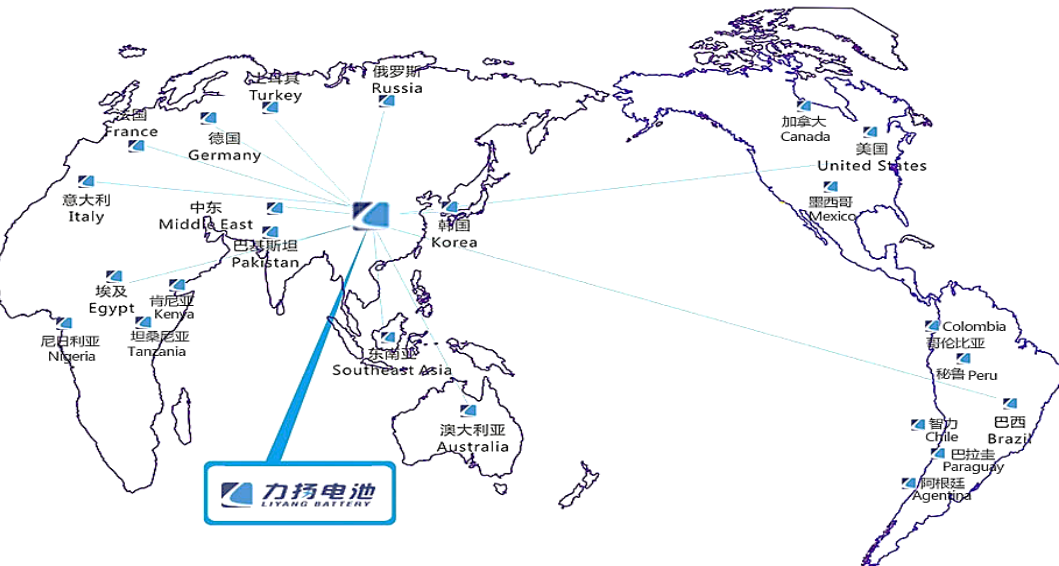 俄罗斯
Russia
土耳其
Turkey
France
德国
Germany
意大利
Italy
中东
Middle East
巴基斯坦
Pakistan
韩国
Korea
埃及
Egypt
肯尼亚
Kenya
尼日利亚
Nigeria
坦桑尼亚
Tanzania
东南亚
Southeast Asia
澳大利亚
Australia
加拿大
Canada
美国
United States
墨西哥
Mexico
Colombia
哥伦比亚
秘鲁 Peru
巴西
Brazil
智力
Chile
巴拉圭
Paraguay
阿根廷
Agentina
力扬电池
LIYANG BATTERY